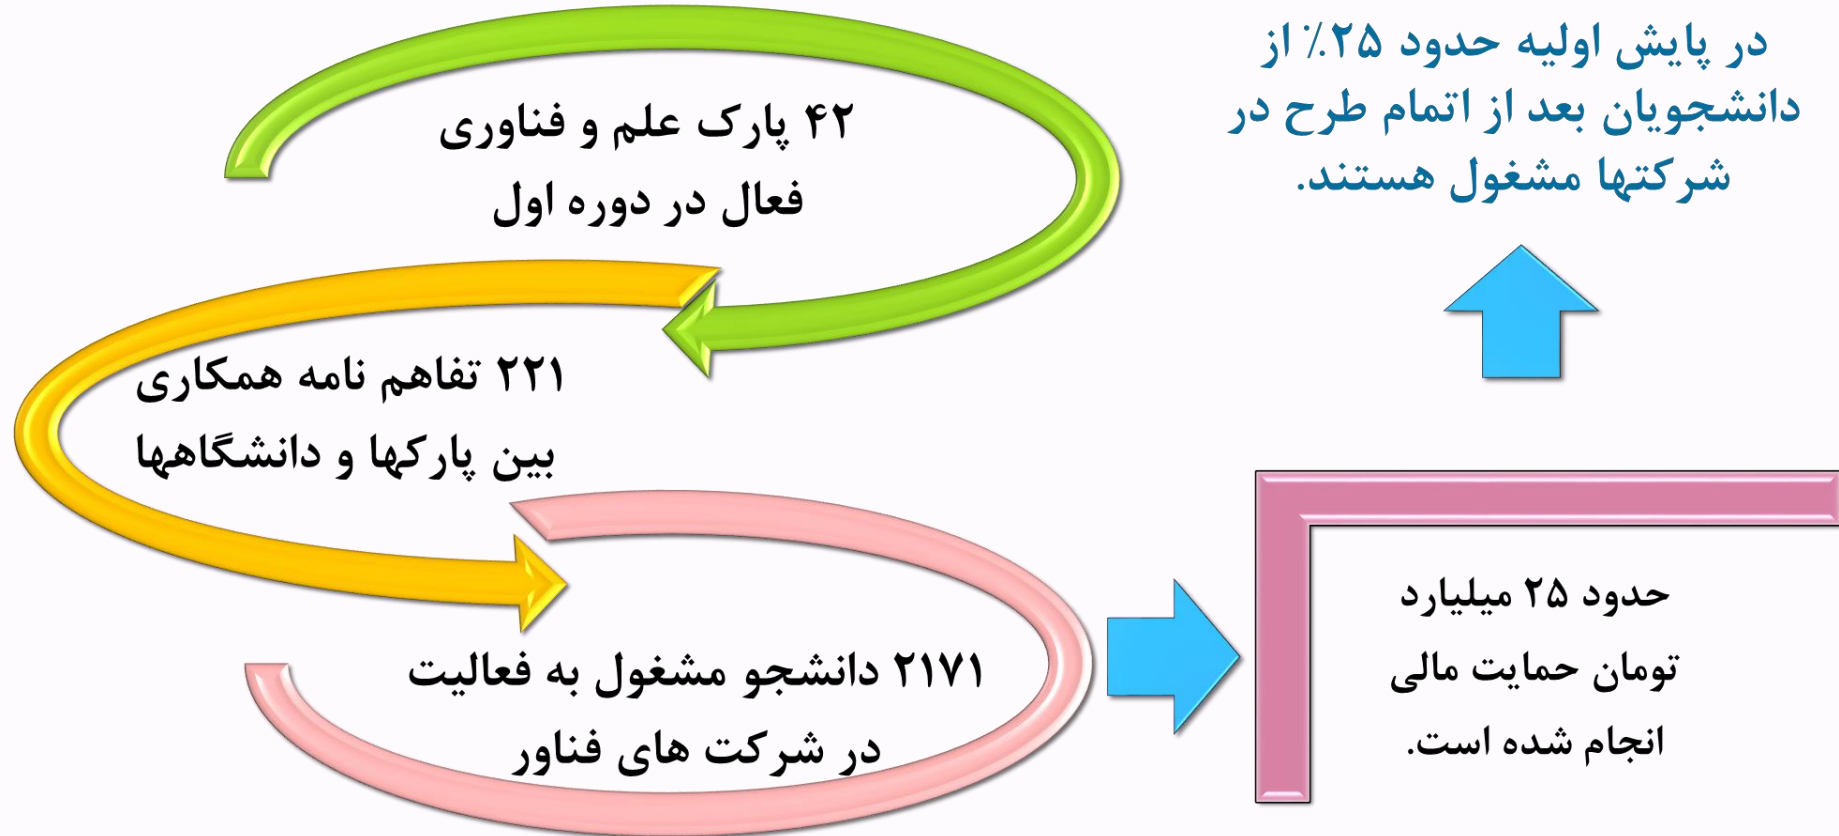 ۴۲ پارک علم و فناوری
فعال در دوره اول
۲۲۱ تفاهم نامه همکاری
بین پارکها و دانشگاهها
۲۱۷۱ دانشجو مشغول به فعالیت
در شرکت های فناور
حدود ۲۵ میلیارد
تومان حمایت مالی
انجام شده است.
در پایش اولیه حدود ۲۵٪ از
دانشجویان بعد از اتمام طرح در
شرکتها مشغول هستند.